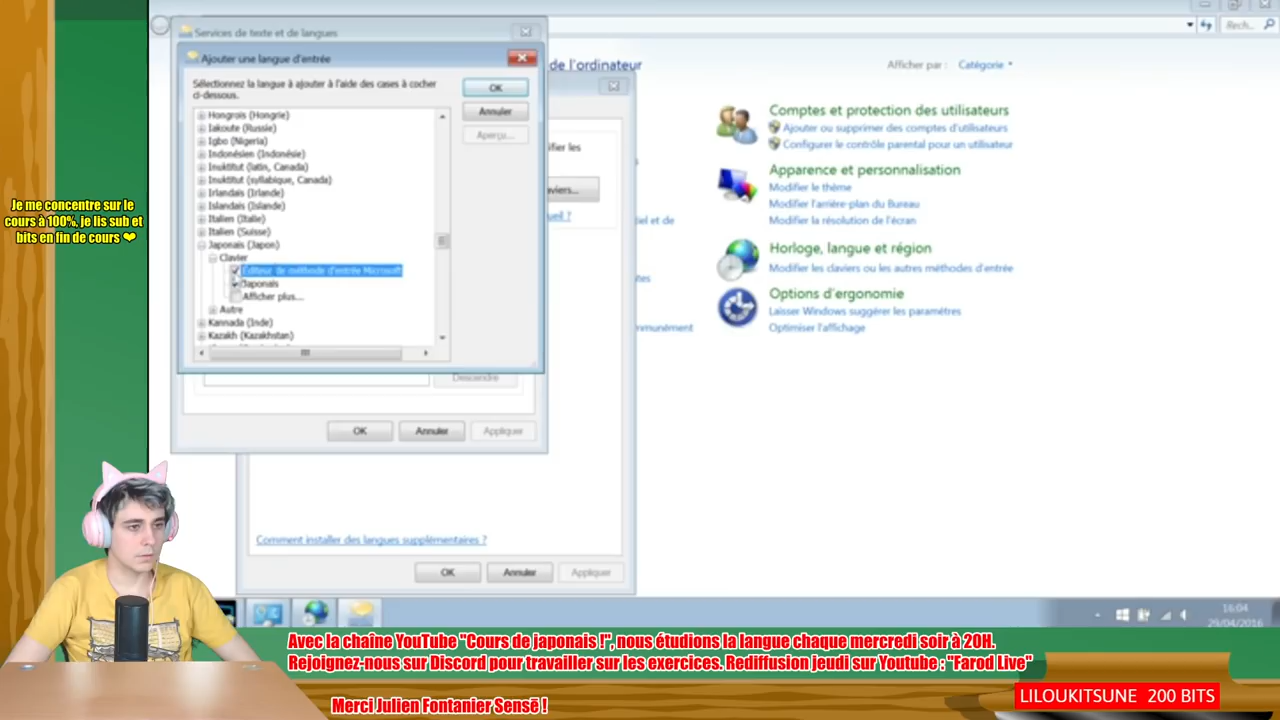 Services de texte et de langues
Ajouter une langue d'entrée
Sélectionnez la langue à ajouter à l'aide des cases à cocher
ci-dessous.
OK
Annuler
Aperçu...
Hongrois (Hongrie)
Iakoute (Russie)
Igbo (Nigeria)
Indonésien (Indonésie)
Inuktitut (latin, Canada)
Inuktitut (syllabique, Canada)
Irlandais (Irlande)
Islandais (Islande)
Italien (Italie)
Italien (Suisse)
Japonais (Japon)
Clavier
Éditeur de méthode d'entrée Microsoft
Japonais
Afficher plus...
Autre
Kannada (Inde)
Kazakh (Kazakhstan)
Descendre
OK
Annuler
Appliquer
Comment installer des langues supplémentaires ?
OK
Annuler
Appliquer
de l'ordinateur
Rech...
Afficher par : Catégorie
Comptes et protection des utilisateurs
Ajouter ou supprimer des comptes d'utilisateurs
Configurer le contrôle parental pour un utilisateur
Apparence et personnalisation
Modifier le thème
Modifier l'arrière-plan du Bureau
Modifier la résolution de l'écran
Horloge, langue et région
Modifier les claviers ou les autres méthodes d'entrée
Options d'ergonomie
Laisser Windows suggérer les paramètres
Optimiser l'affichage
16:04
29/04/2016
Je me concentre sur le
cours à 100%, je lis sub et
bits en fin de cours ❤
Avec la chaîne YouTube "Cours de japonais !", nous étudions la langue chaque mercredi soir à 20H.
Rejoignez-nous sur Discord pour travailler sur les exercices. Rediffusion jeudi sur Youtube : "Farod Live"
Merci Julien Fontanier Sensē !
LILOUKITSUNE 200 BITS